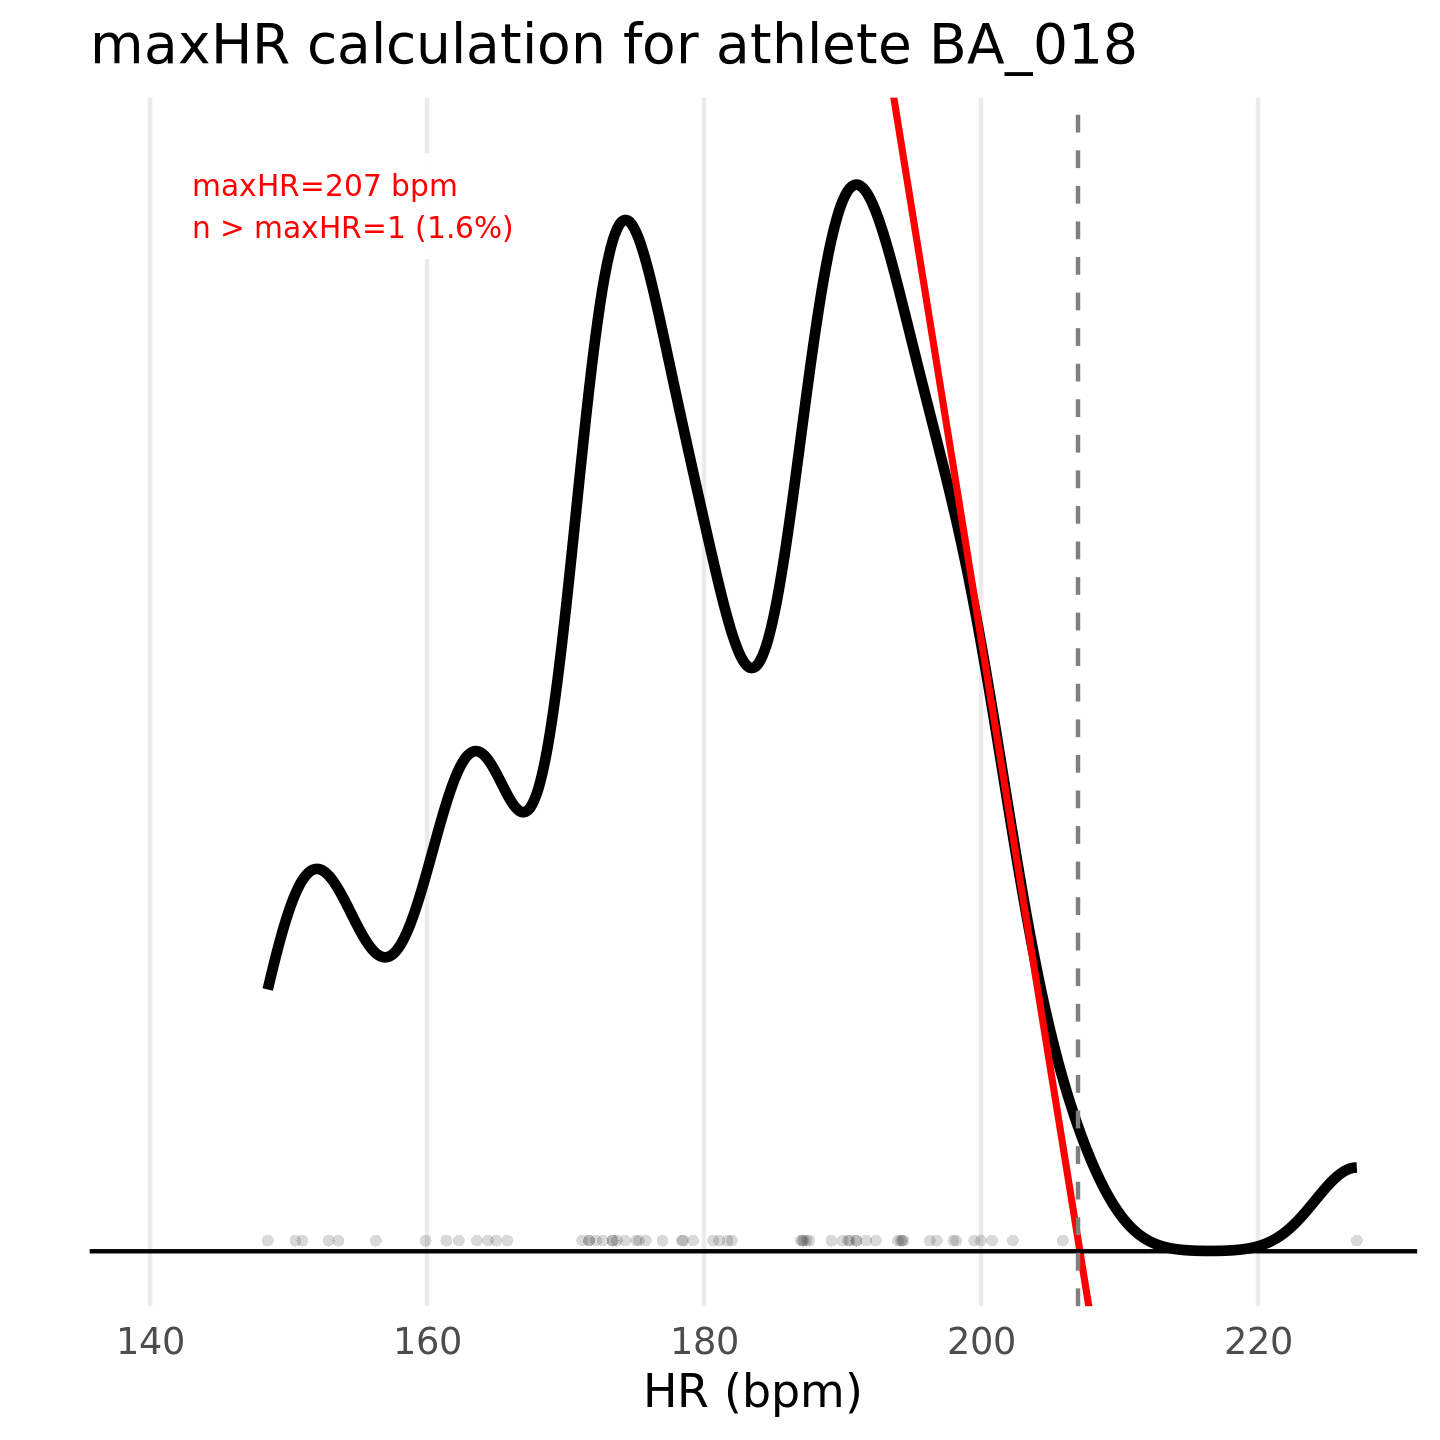 maxHR calculation for athlete BA_018
maxHR=207 bpm
n > maxHR=1 (1.6%)
140 160 180 200 220
HR (bpm)